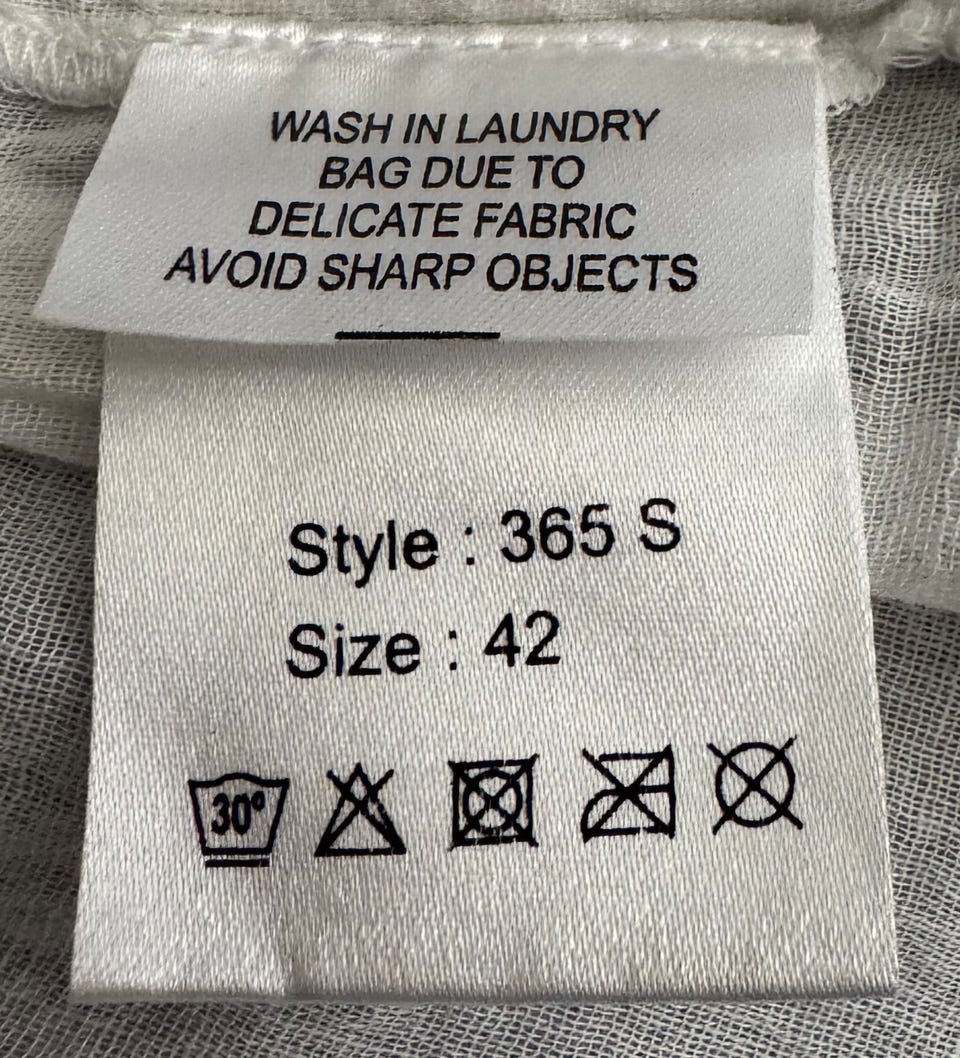 WASH IN LAUNDRY
BAG DUE TO
DELICATE FABRIC
AVOID SHARP OBJECTS
Style : 365 S
Size : 42
30°